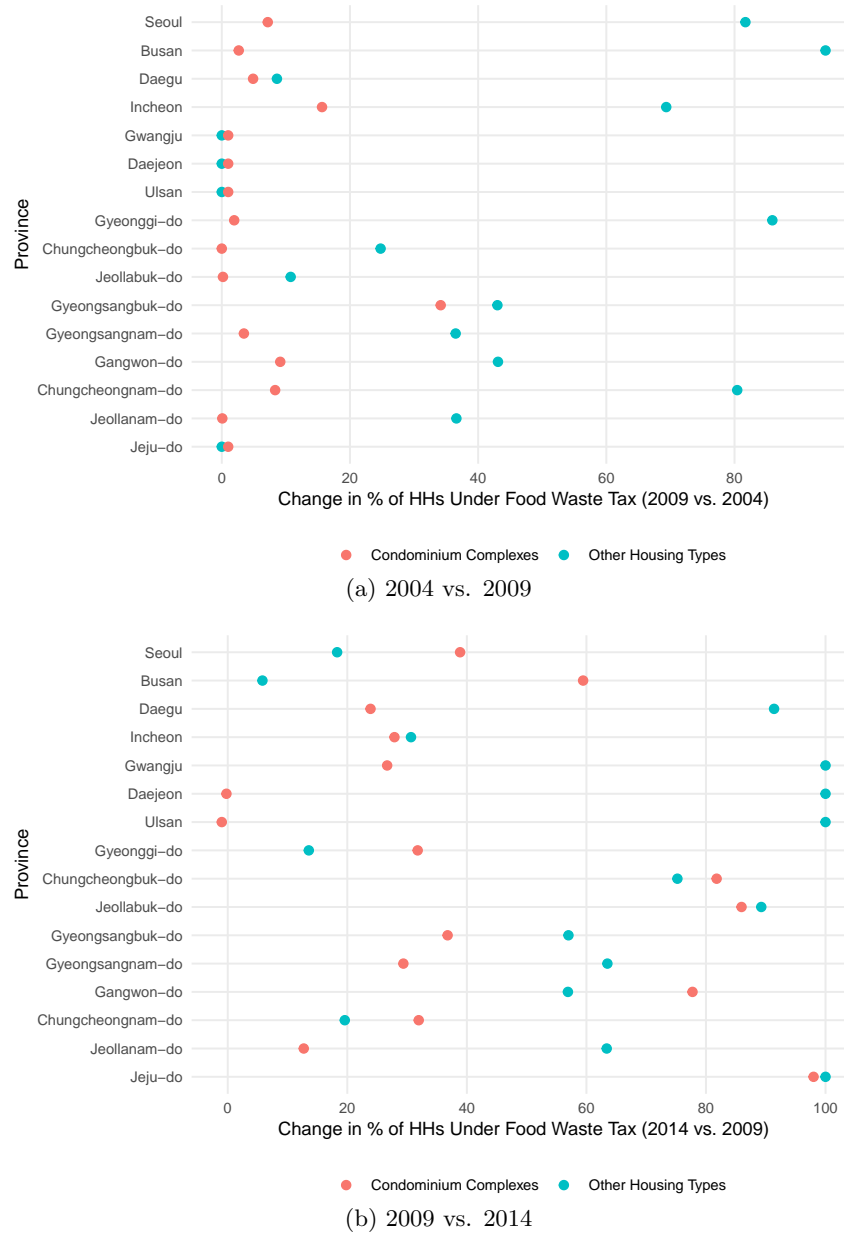 Province
Seoul
Busan
Daegu
Incheon
Gwangju
Daejeon
Ulsan
Gyeonggi−do
Chungcheongbuk−do
Jeollabuk−do
Gyeongsangbuk−do
Gyeongsangnam−do
Gangwon−do
Chungcheongnam−do
Jeollanam−do
Jeju−do
0 20 40 60 80
Change in % of HHs Under Food Waste Tax (2009 vs. 2004)
Condominium Complexes Other Housing Types
(a) 2004 vs. 2009
Province
Seoul
Busan
Daegu
Incheon
Gwangju
Daejeon
Ulsan
Gyeonggi−do
Chungcheongbuk−do
Jeollabuk−do
Gyeongsangbuk−do
Gyeongsangnam−do
Gangwon−do
Chungcheongnam−do
Jeollanam−do
Jeju−do
0 20 40 60 80 100
Change in % of HHs Under Food Waste Tax (2014 vs. 2009)
Condominium Complexes Other Housing Types
(b) 2009 vs. 2014